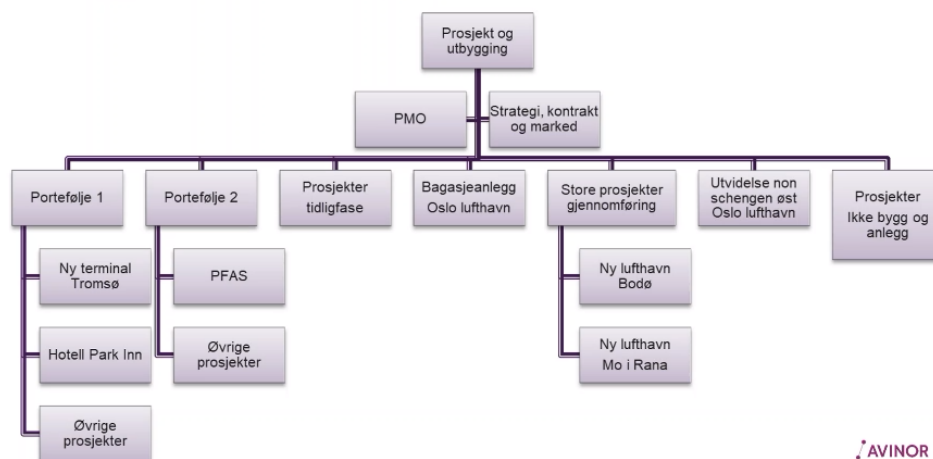 Prosjekt og
utbygging
PMO
Strategi, kontrakt
og marked
Portefølje 1
Portefølje 2
Prosjekter
tidligfase
Bagasjeanlegg
Oslo lufthavn
Store prosjekter
gjennomføring
Utvidelse non
schengen øst
Oslo lufthavn
Prosjekter
Ikke bygg og
anlegg
Ny terminal
Tromsø
PFAS
Ny lufthavn
Bodø
Hotell Park Inn
Øvrige
prosjekter
Ny lufthavn
Mo i Rana
Øvrige
prosjekter
AVINOR